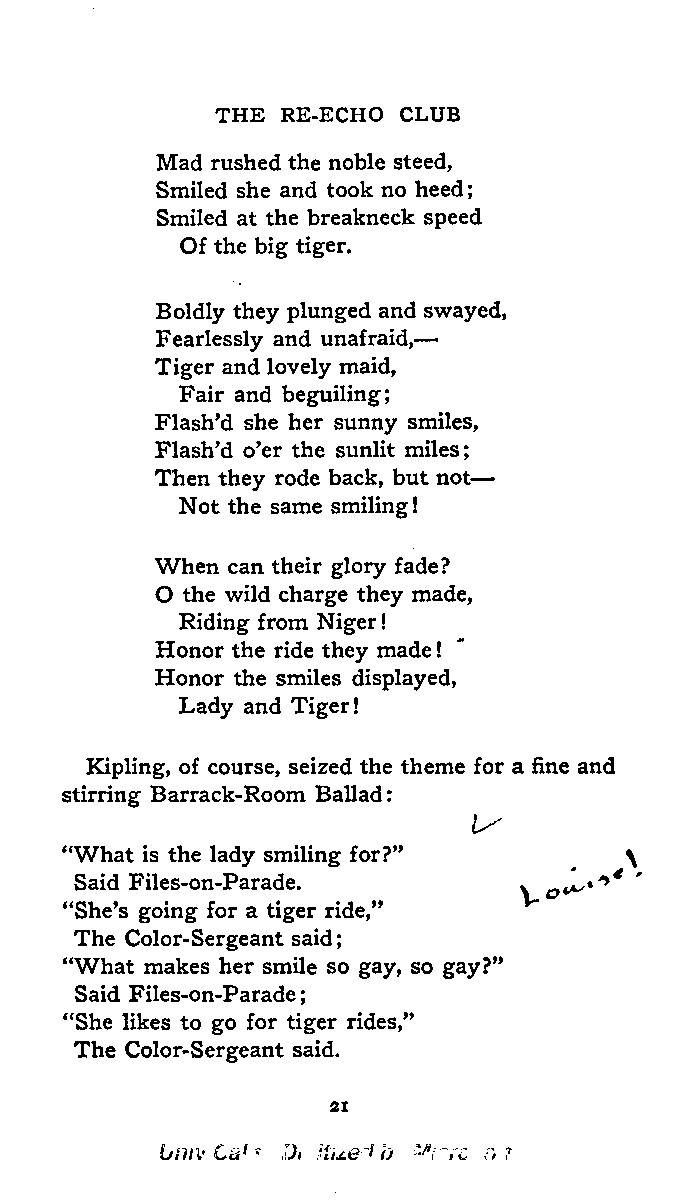 THE RE-ECHO CLUB
Mad rushed the noble steed,
Smiled she and took no heed;
Smiled at the breakneck speed
Of the big tiger.
Boldly they plunged and swayed,
Fearlessly and unafraid,—
Tiger and lovely maid,
Fair and beguiling;
Flash'd she her sunny smiles,
Flash'd o'er the sunlit miles;
Then they rode back, but not—
Not the same smiling!
When can their glory fade?
O the wild charge they made,
Riding from Niger!
Honor the ride they made!
Honor the smiles displayed,
Lady and Tiger!
Kipling, of course, seized the theme for a fine and
stirring Barrack-Room Ballad:
"What is the lady smiling for?"
Said Files-on-Parade.
"She's going for a tiger ride,"
The Color-Sergeant said;
"What makes her smile so gay, so gay?"
Said Files-on-Parade;
"She likes to go for tiger rides,"
The Color-Sergeant said.
Louise!
21
Univ Calif